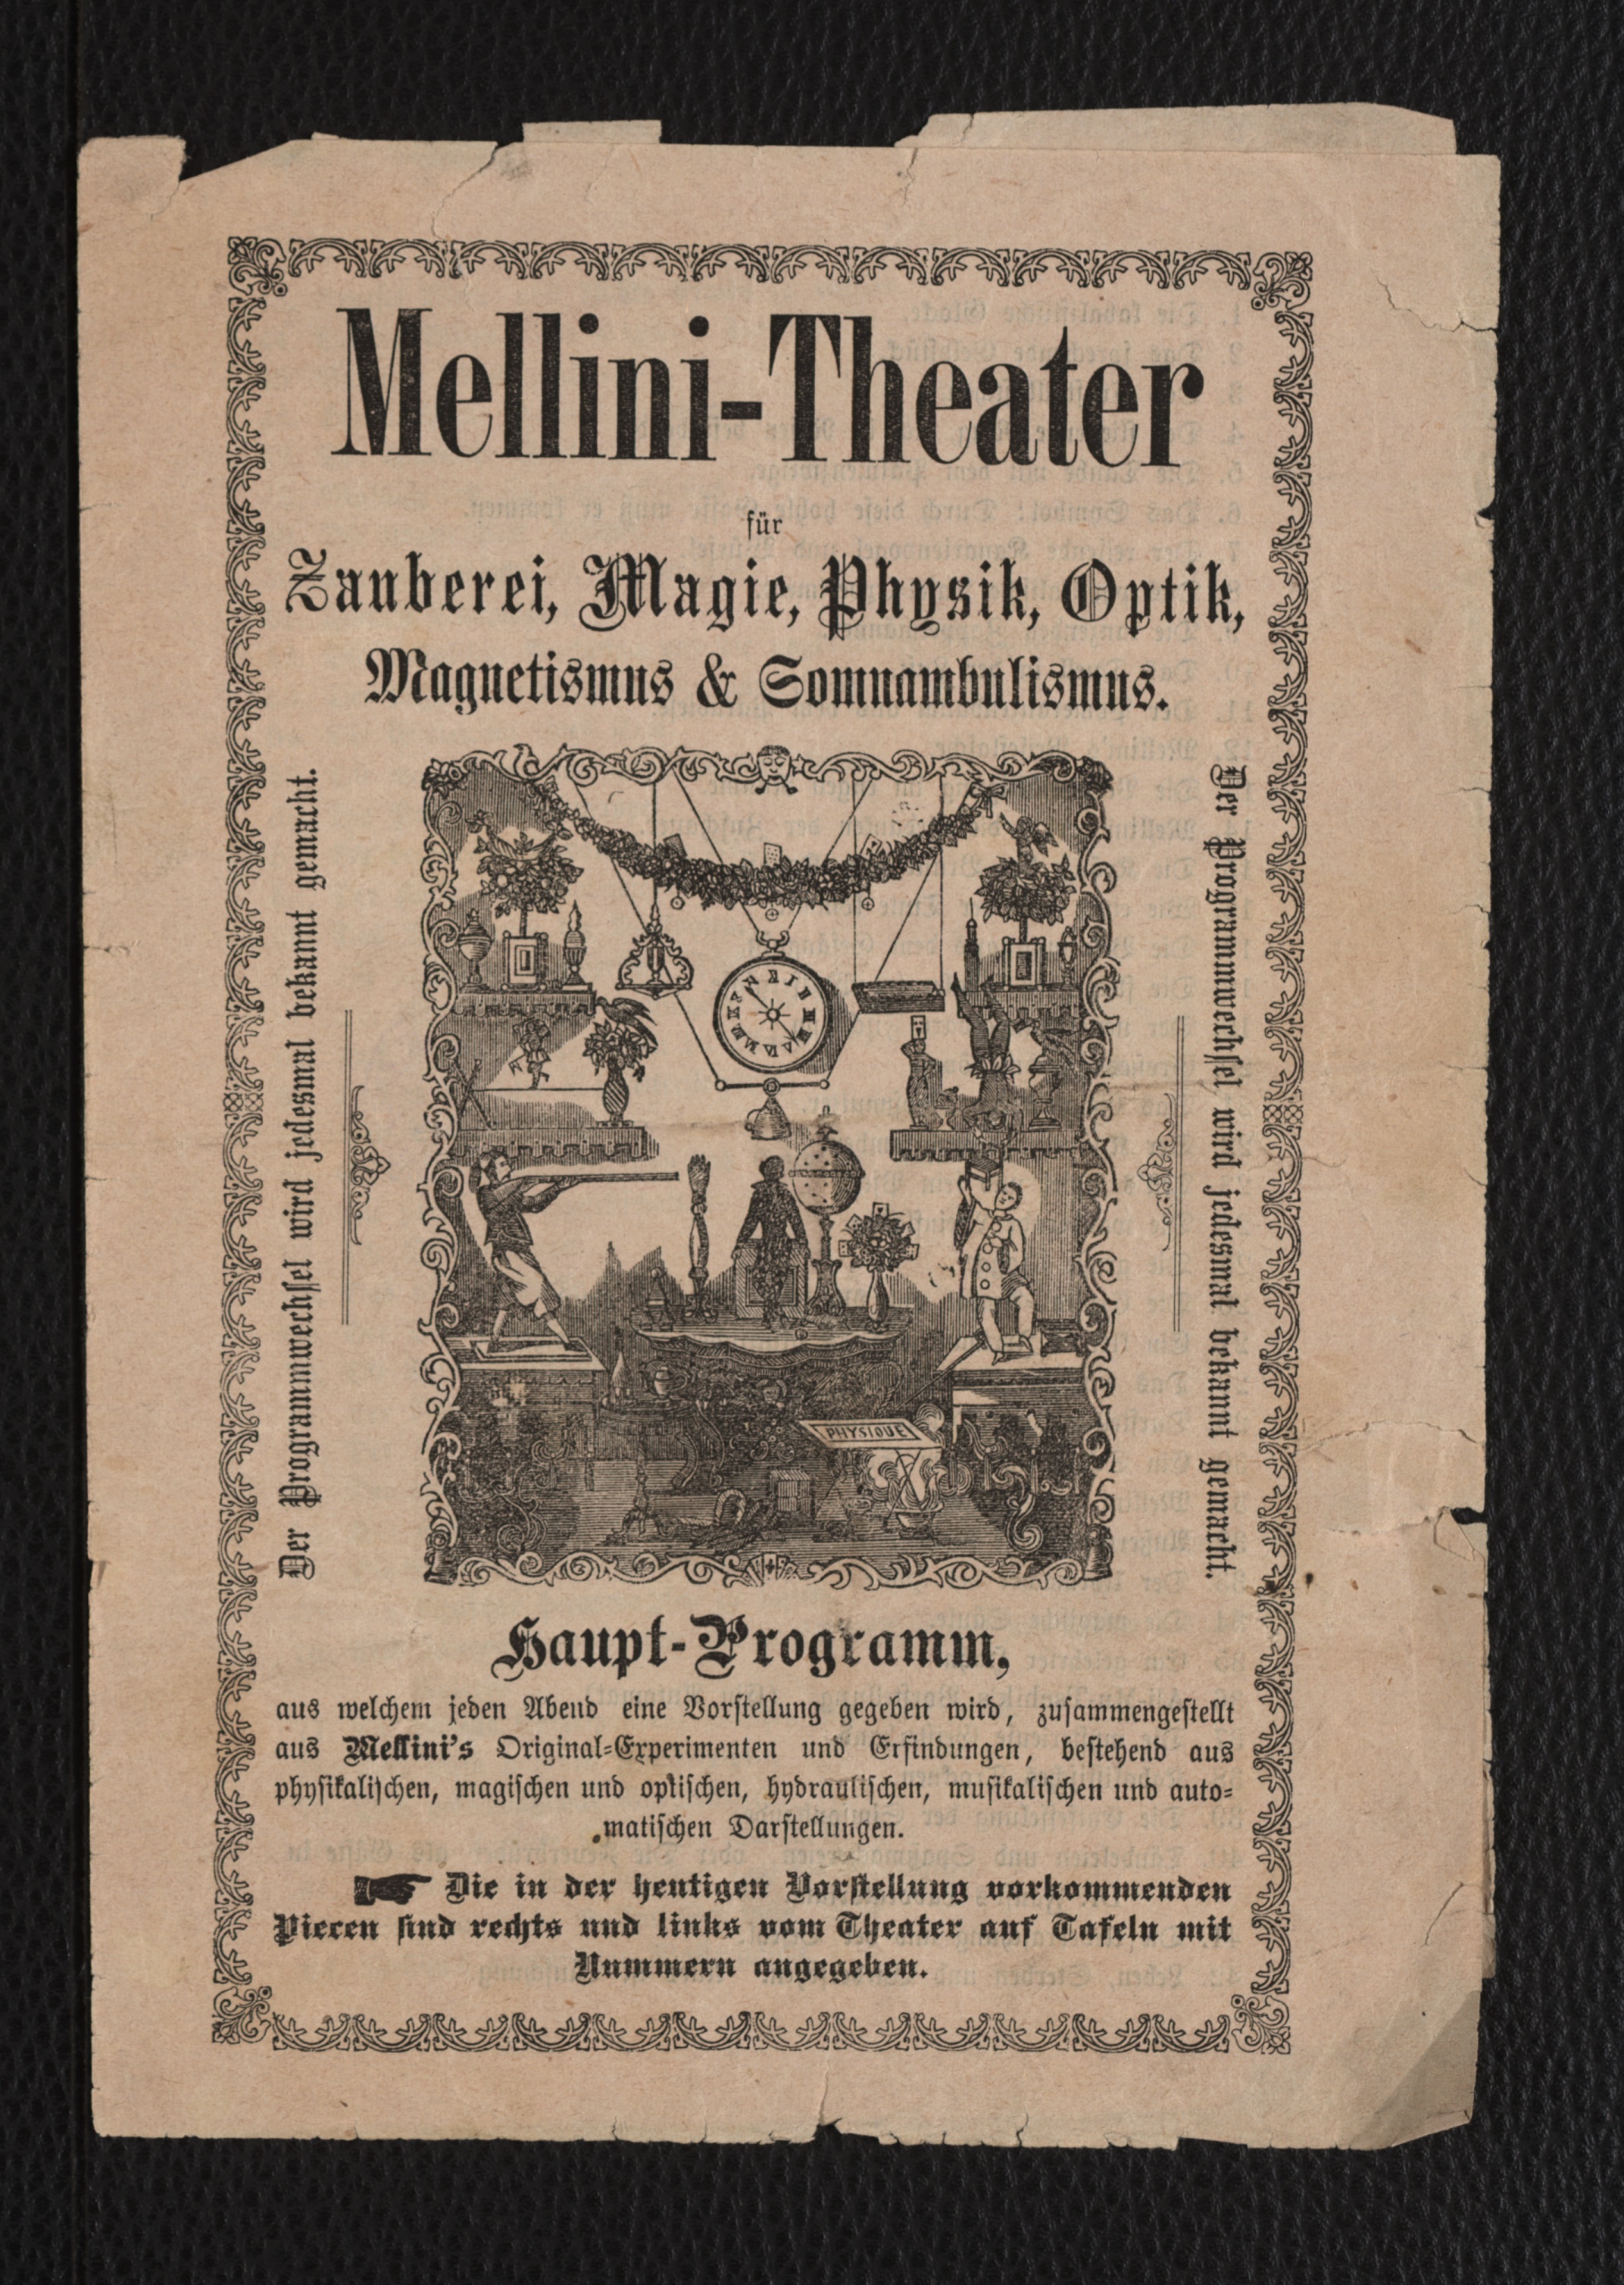 Mellini-Theater
für
Zauberei, Magie, Physik, Optik,
Magnetismus & Somnambulismus.
Der Programmwechsel wird jedesmal bekannt gemacht.
Der Programmwechsel wird jedesmal bekannt gemacht.
PHYSIQUE
Haupt-Programm,
aus welchem jeden Abend eine Vorstellung gegeben wird, zusammengestellt
aus Mellini's Original-Experimenten und Erfindungen, bestehend aus
physikalischen, magischen und optischen, hydraulischen, musikalischen und auto-
matischen Darstellungen.
Die in der heutigen Vorstellung vorkommenden
Piecen sind rechts und links vom Theater auf Tafeln mit
Nummern angegeben.